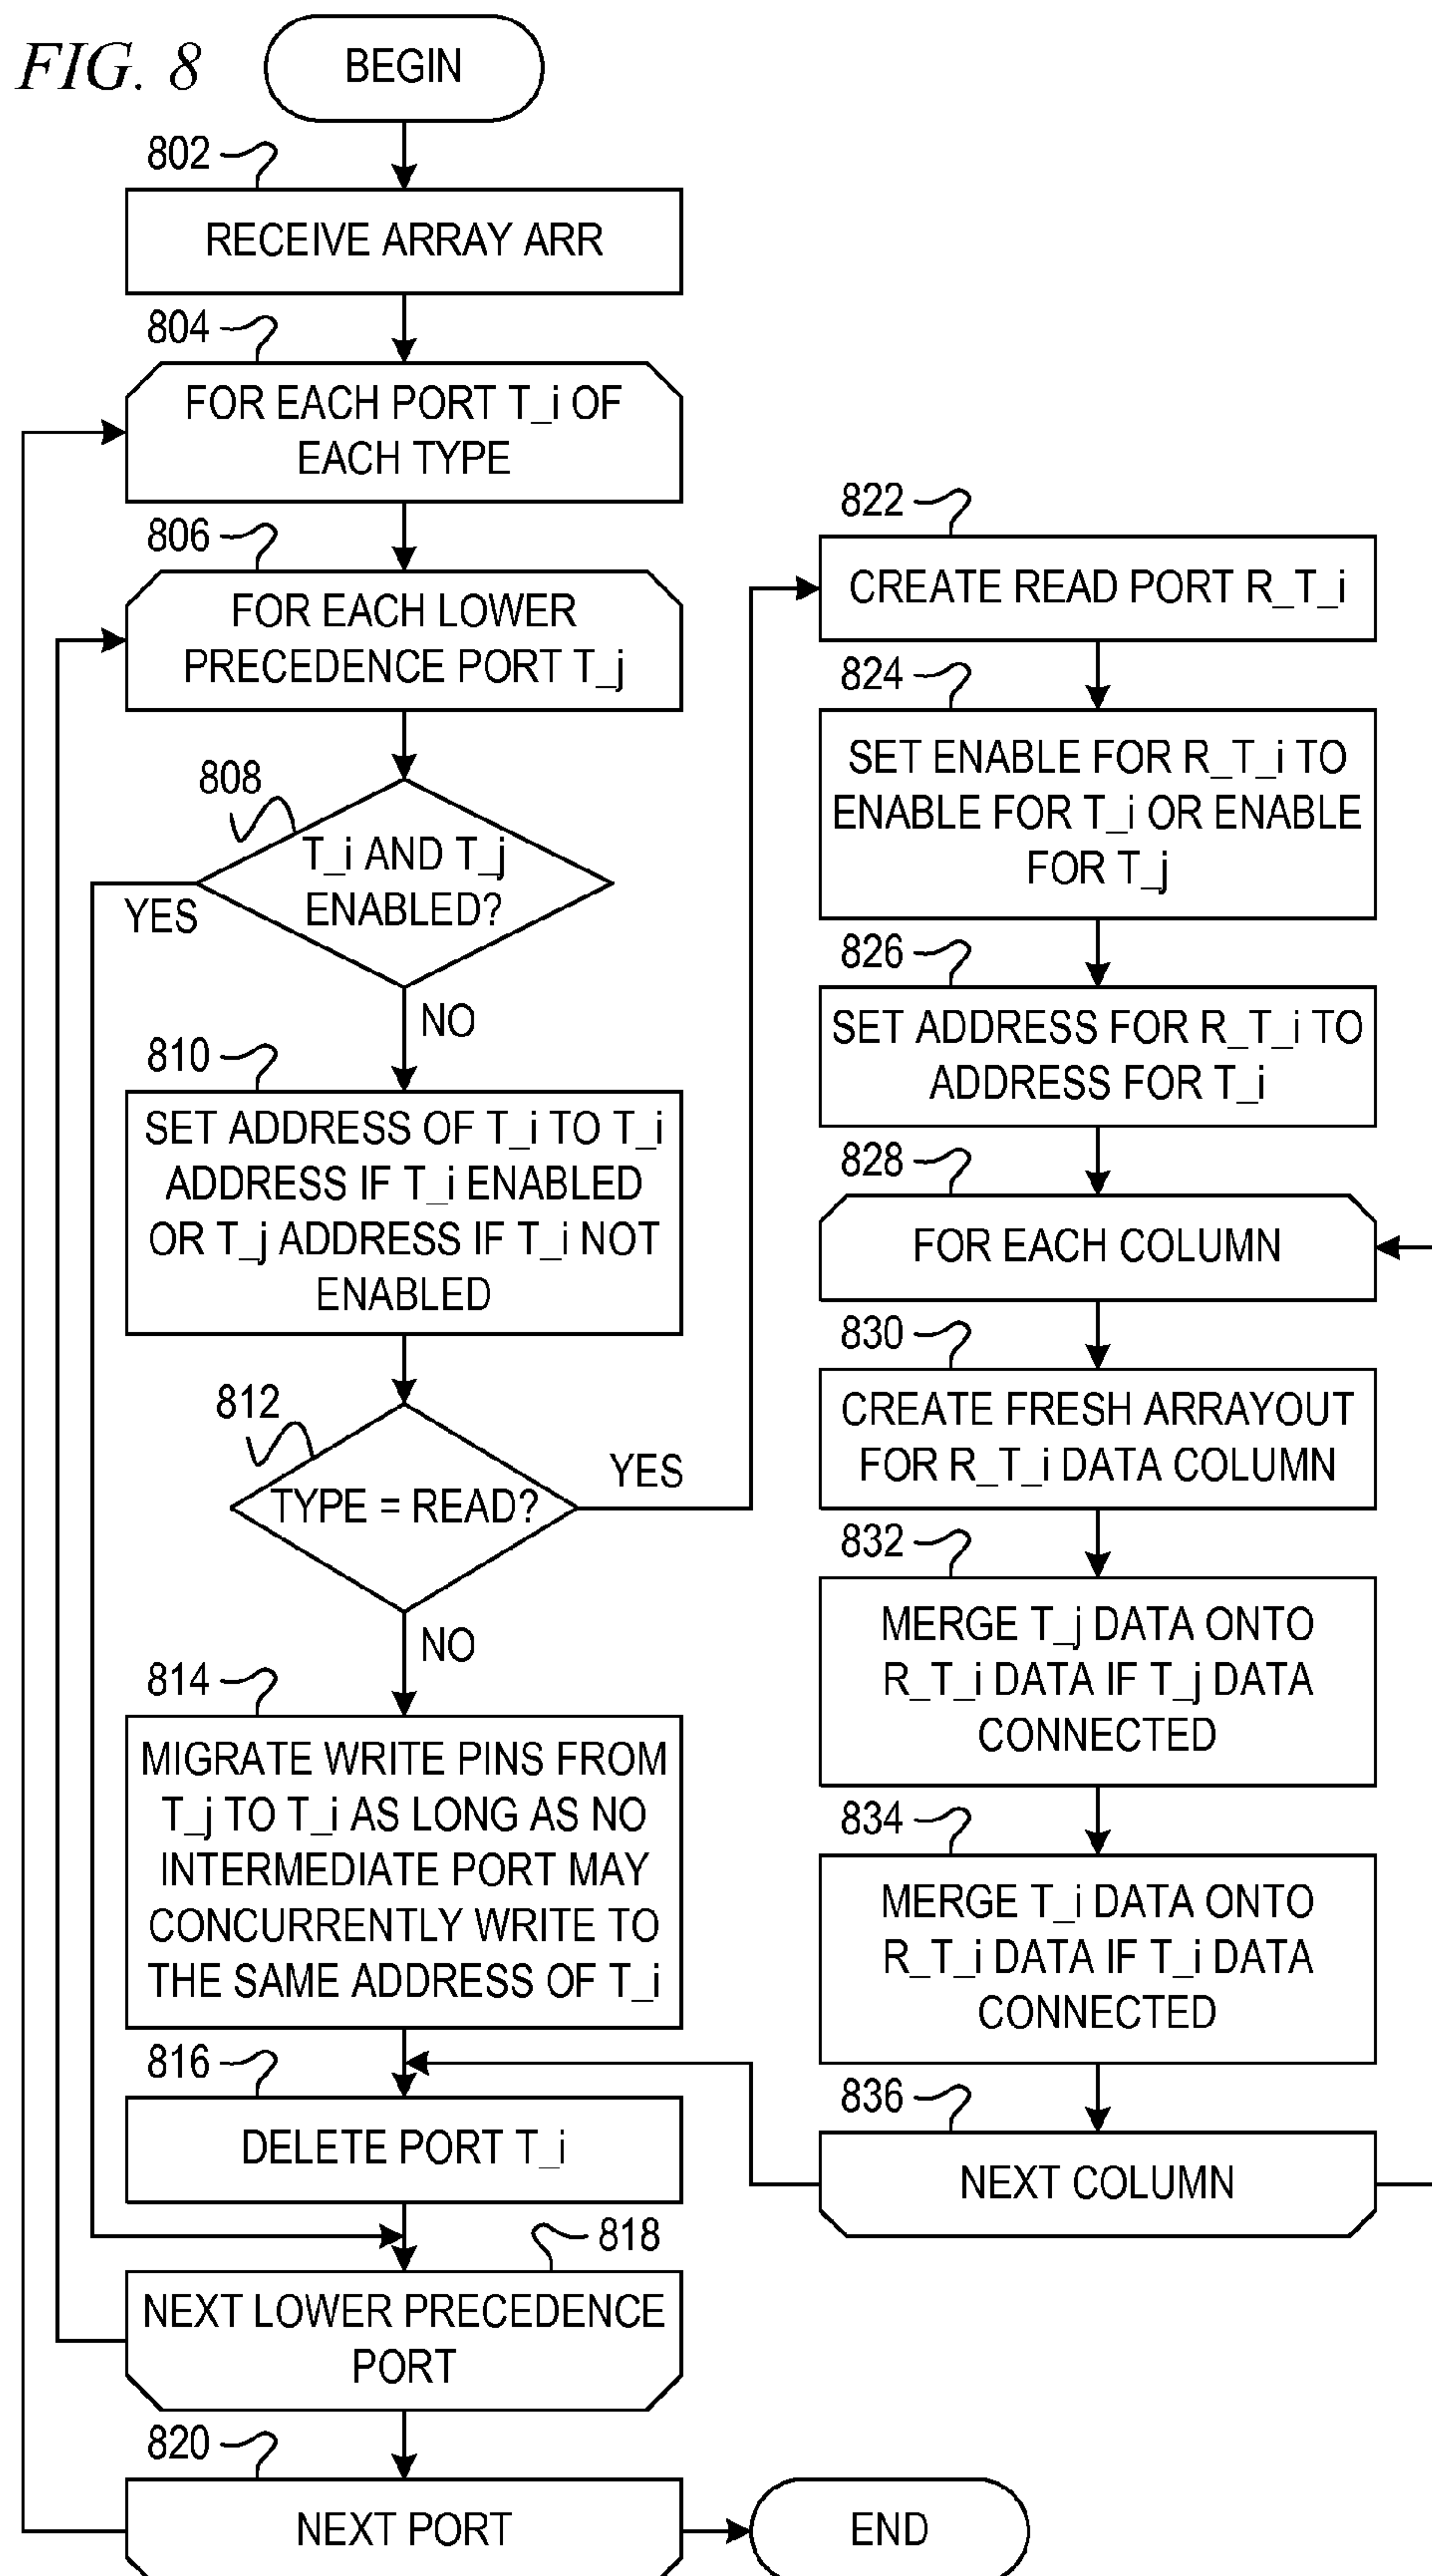 FIG. 8
BEGIN
802
RECEIVE ARRAY ARR
804
FOR EACH PORT T_i OF
EACH TYPE
806
FOR EACH LOWER
PRECEDENCE PORT T_j
808
T_i AND T_j
ENABLED?
YES
NO
810
SET ADDRESS OF T_i TO T_i
ADDRESS IF T_i ENABLED
OR T_j ADDRESS IF T_i NOT
ENABLED
812
TYPE = READ?
YES
NO
814
MIGRATE WRITE PINS FROM
T_j TO T_i AS LONG AS NO
INTERMEDIATE PORT MAY
CONCURRENTLY WRITE TO
THE SAME ADDRESS OF T_i
816
DELETE PORT T_i
818
NEXT LOWER PRECEDENCE
PORT
820
NEXT PORT
END
822
CREATE READ PORT R_T_i
824
SET ENABLE FOR R_T_i TO
ENABLE FOR T_i OR ENABLE
FOR T_j
826
SET ADDRESS FOR R_T_i TO
ADDRESS FOR T_i
828
FOR EACH COLUMN
830
CREATE FRESH ARRAYOUT
FOR R_T_i DATA COLUMN
832
MERGE T_j DATA ONTO
R_T_i DATA IF T_j DATA
CONNECTED
834
MERGE T_i DATA ONTO
R_T_i DATA IF T_i DATA
CONNECTED
836
NEXT COLUMN